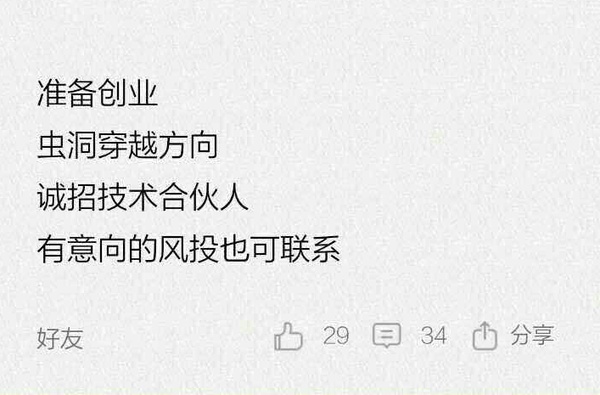 准备创业
虫洞穿越方向
诚招技术合伙人
有意向的风投也可联系
好友 29 34 分享